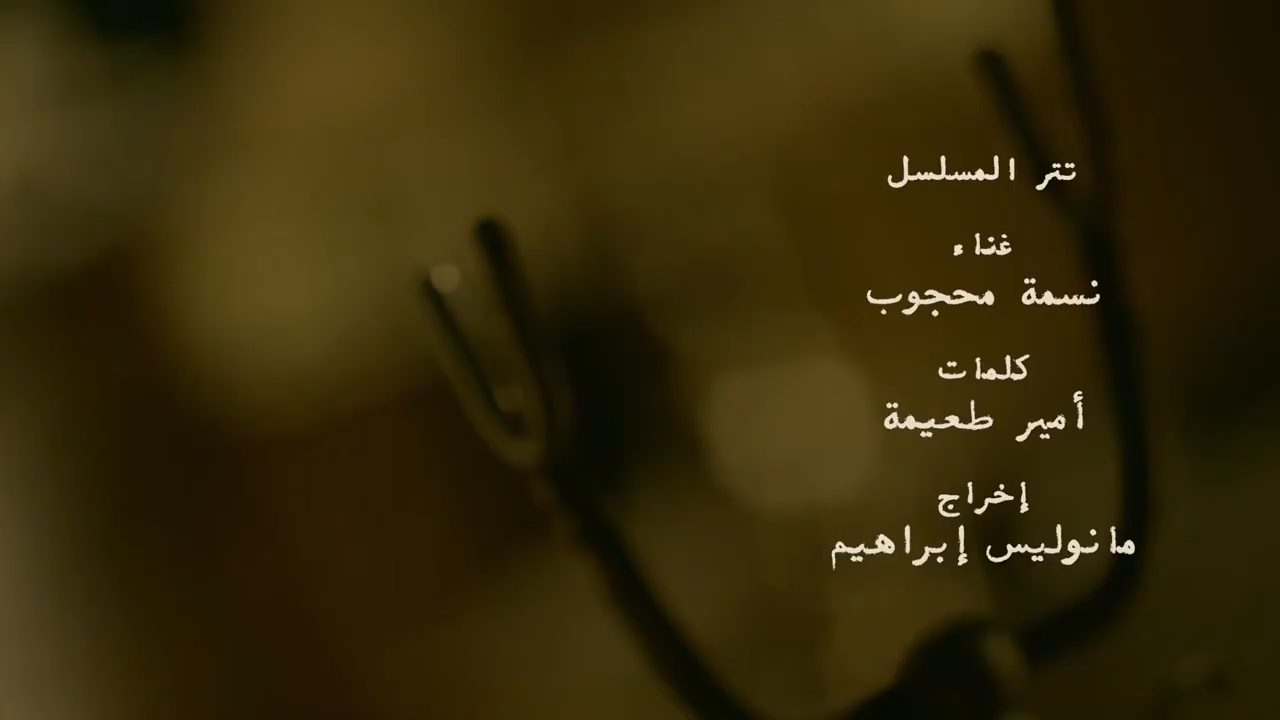 تتر المسلسل
غناء
نسمة محجوب
كلمات
أمير طعيمة
إخراج
مانوليس إبراهيم